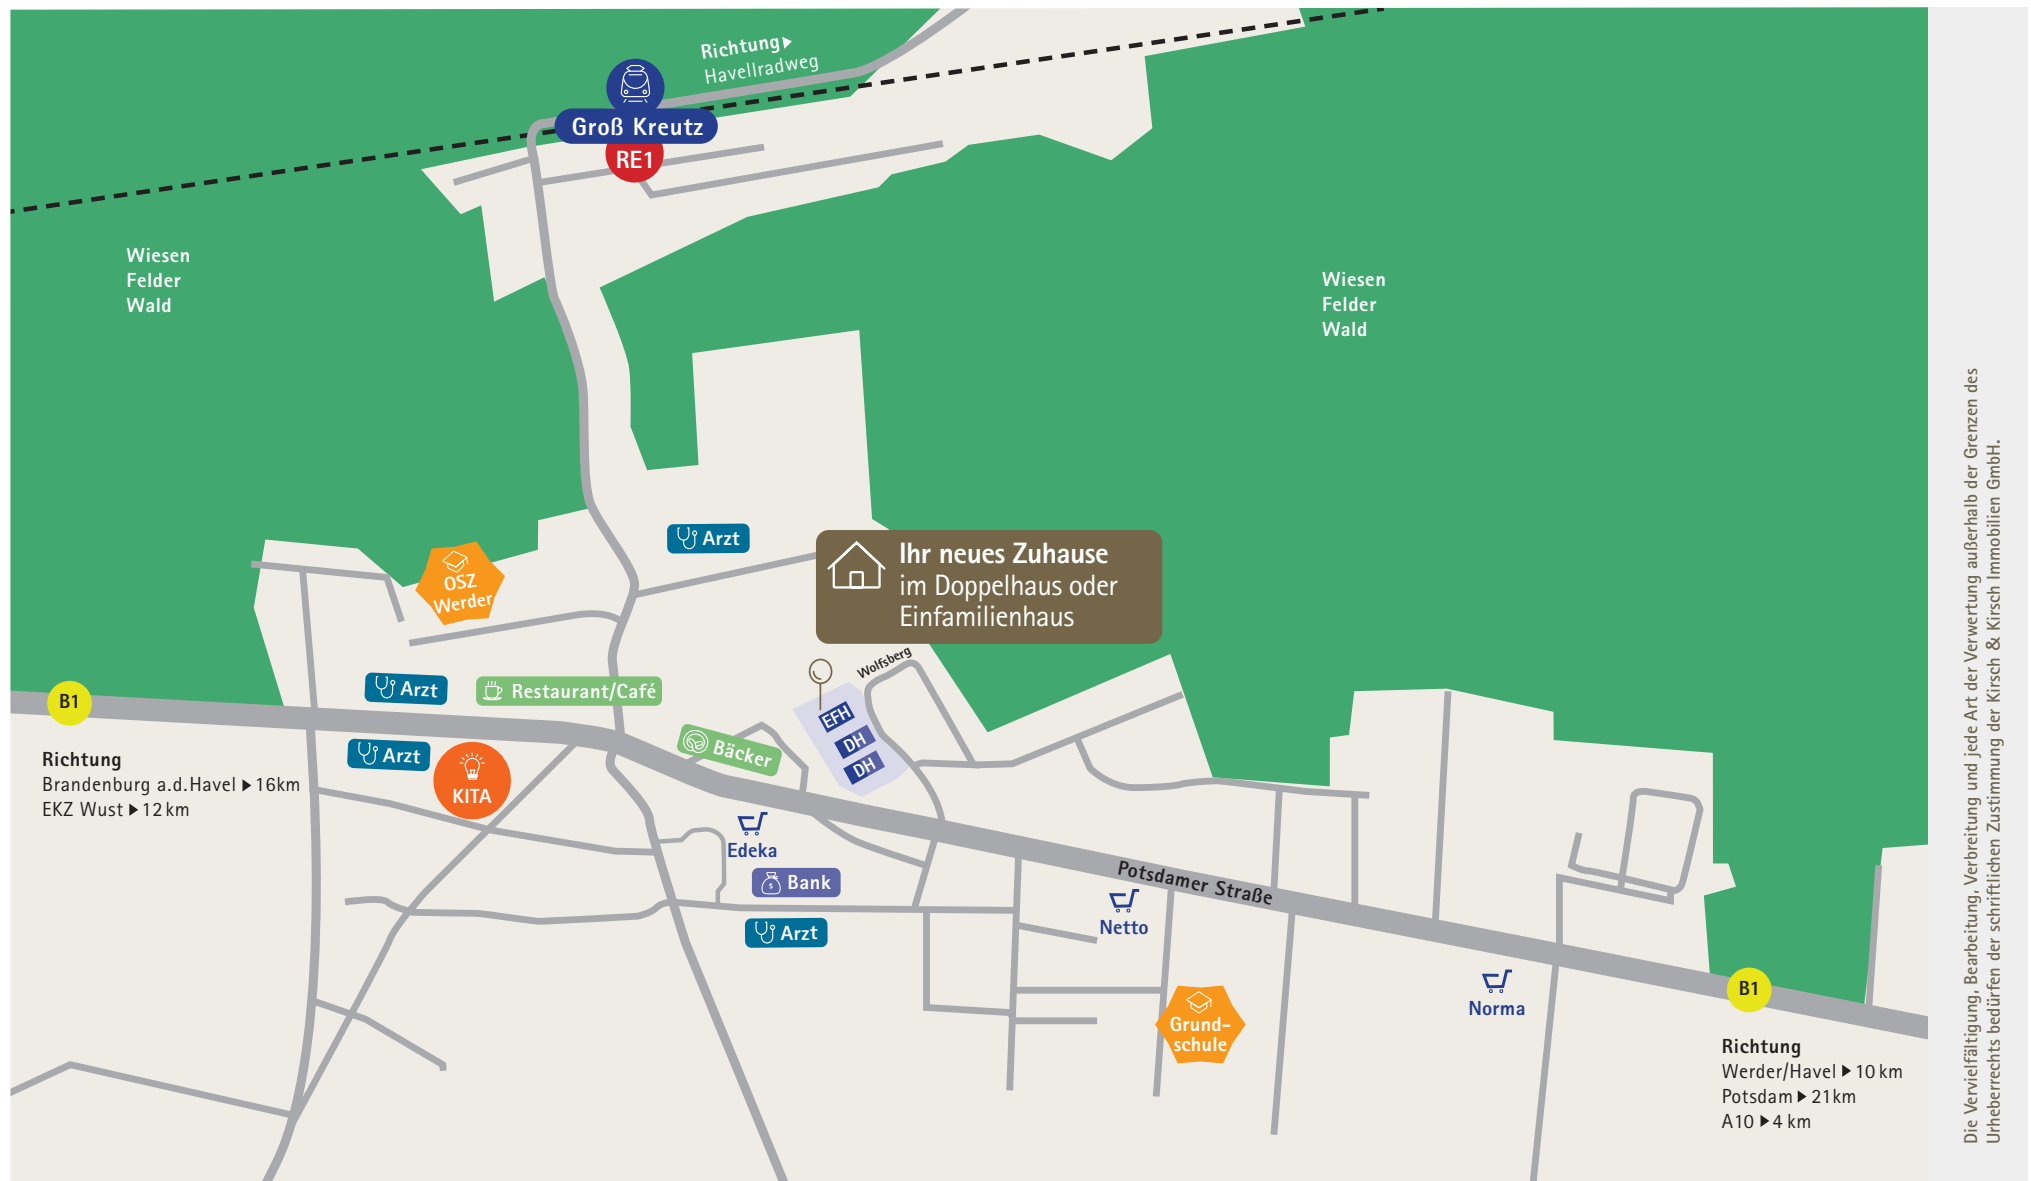 Richtung▶
Havellradweg
Groß Kreutz
RE1
Wiesen
Felder
Wald
Wiesen
Felder
Wald
Arzt
Ihr neues Zuhause
im Doppelhaus oder
Einfamilienhaus
OSZ
Werder
Wolfsberg
Arzt
Restaurant/Café
B1
EFH
DH
DH
Bäcker
Arzt
KITA
Richtung
Brandenburg a.d.Havel ▶ 16km
EKZ Wust ▶ 12 km
Edeka
Bank
$
Arzt
Potsdamer Straße
Netto
Grund-
schule
Norma
B1
Richtung
Werder/Havel ▶ 10 km
Potsdam ▶ 21km
A10 ▶ 4 km
Die Vervielfältigung, Bearbeitung, Verbreitung und jede Art der Verwertung außerhalb der Grenzen des
Urheberrechts bedürfen der schriftlichen Zustimmung der Kirsch & Kirsch Immobilien GmbH.